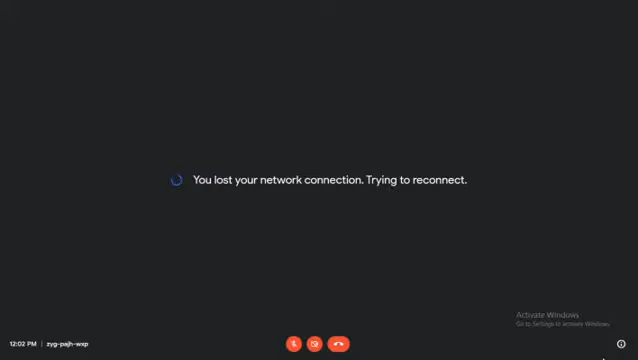 You lost your network connection. Trying to reconnect.
Activate Windows
Go to Settings to activate Windows.
12:02 PM | zyg-pajh-wxp